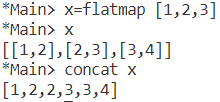 *Main> x=flatmap [1,2,3]
*Main> x
[[1,2],[2,3],[3,4]]
*Main> concat x
[1,2,2,3,3,4]